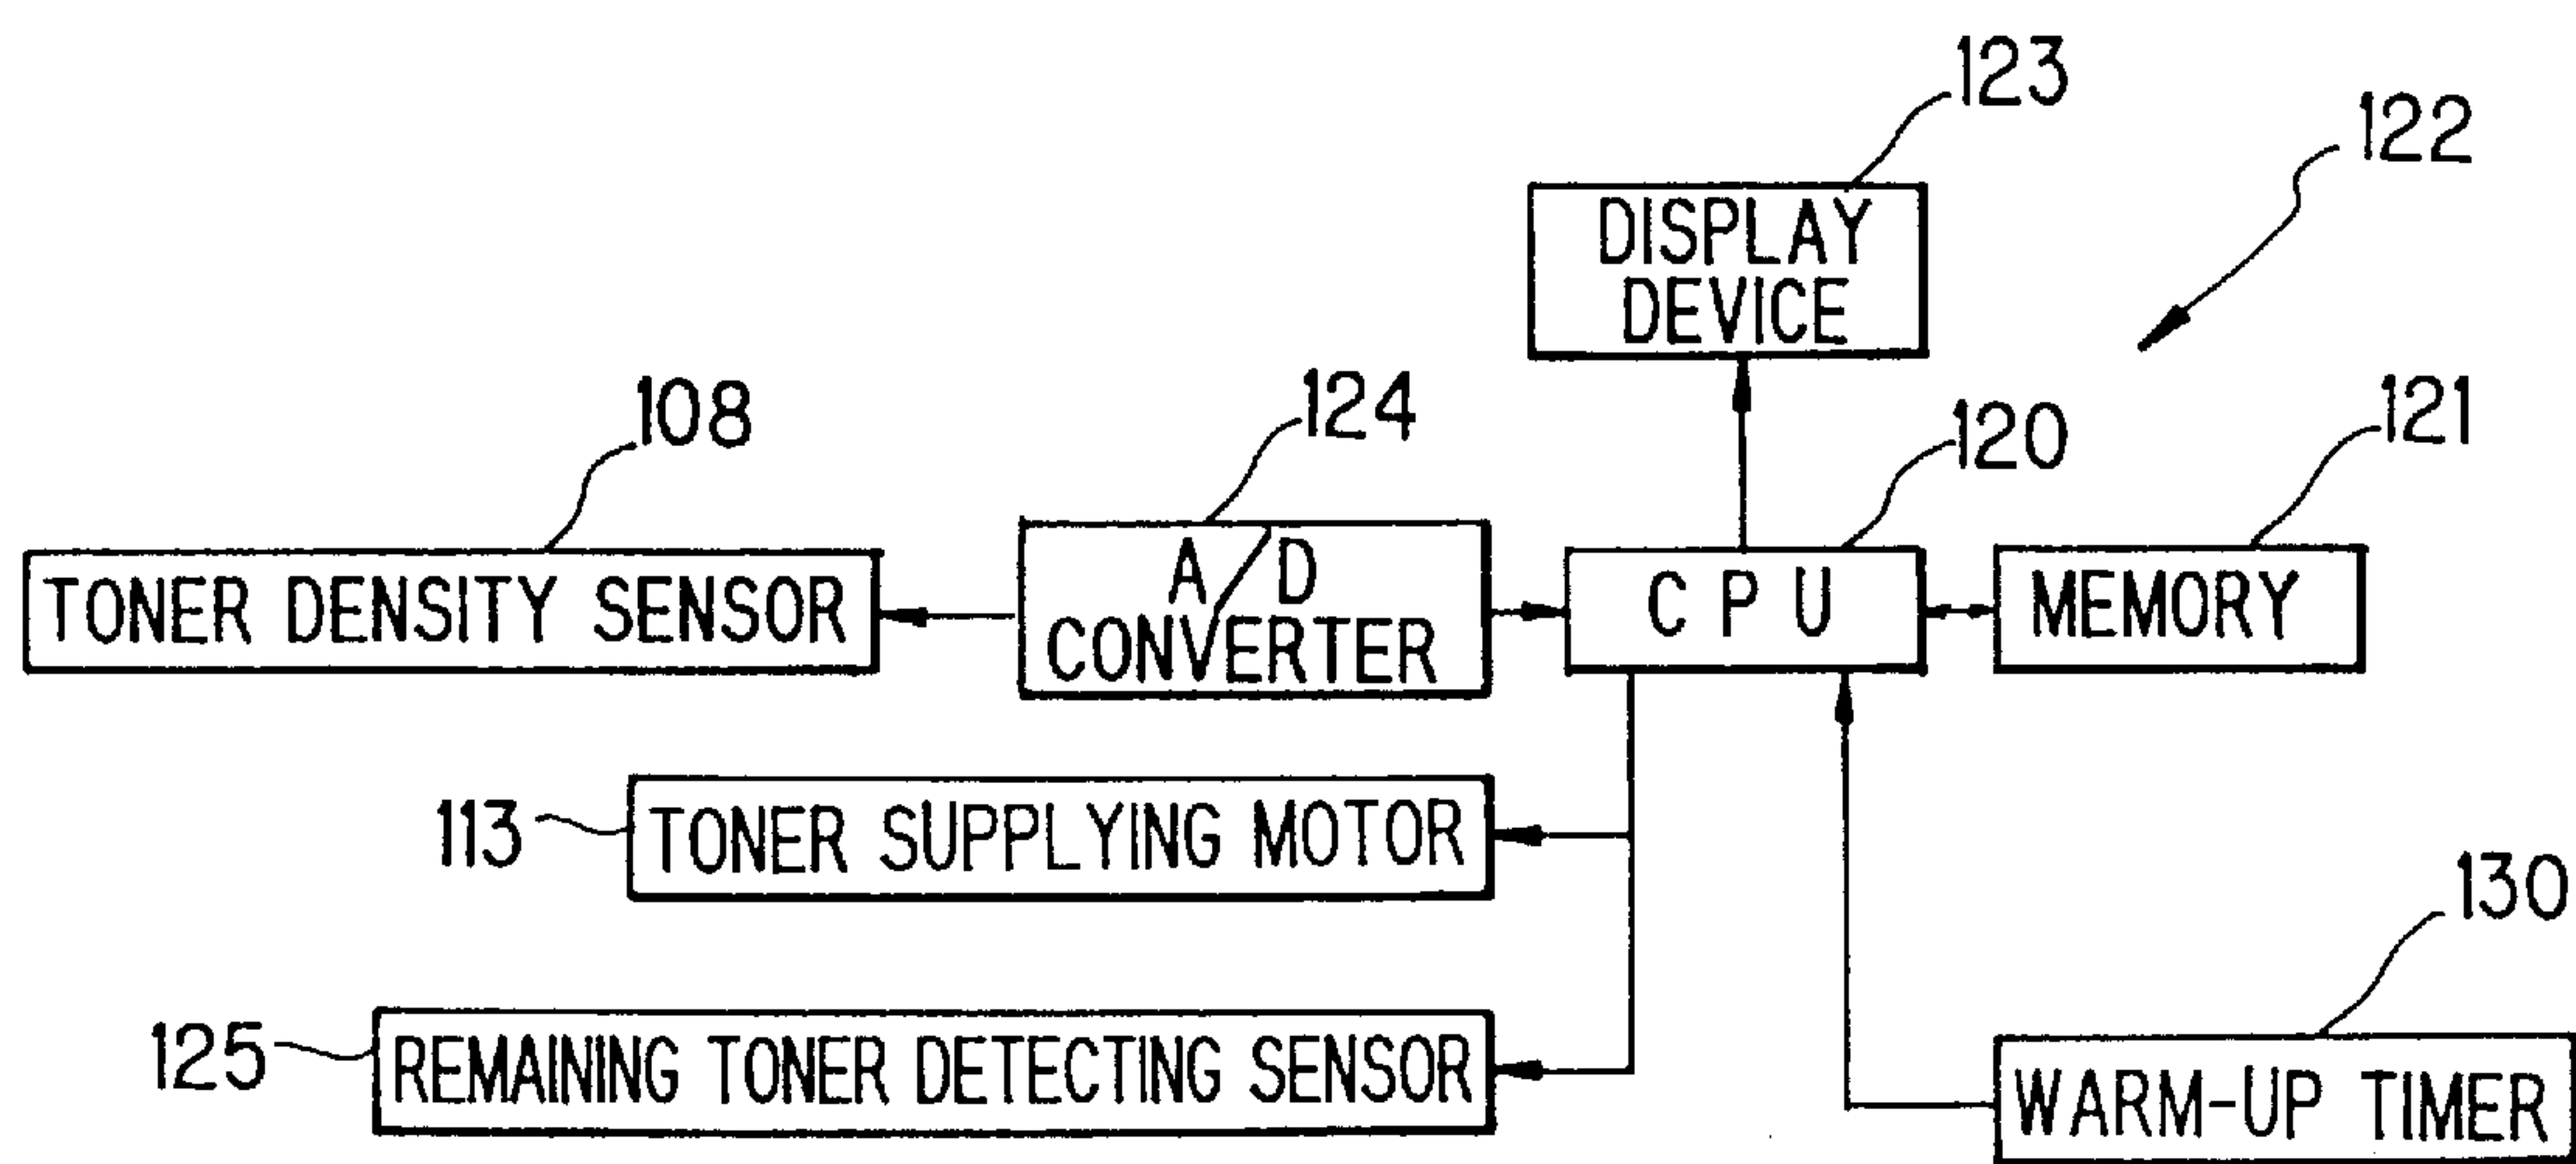 123
122
DISPLAY
DEVICE
108
124
120
121
TONER DENSITY SENSOR
A/D
CONVERTER
CPU
MEMORY
113
TONER SUPPLYING MOTOR
130
125
REMAINING TONER DETECTING SENSOR
WARM-UP TIMER